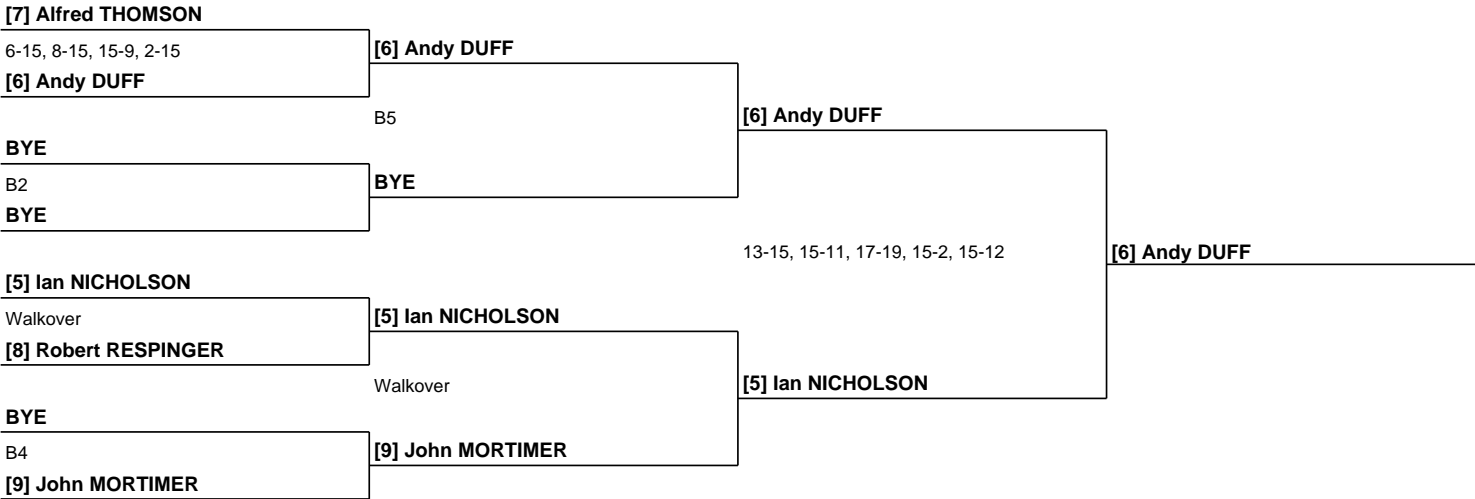 [7] Alfred THOMSON
6-15, 8-15, 15-9, 2-15
[6] Andy DUFF
[6] Andy DUFF
B5
[6] Andy DUFF
BYE
B2
BYE
BYE
13-15, 15-11, 17-19, 15-2, 15-12
[6] Andy DUFF
[5] Ian NICHOLSON
Walkover
[5] Ian NICHOLSON
[8] Robert RESPINGER
Walkover
[5] Ian NICHOLSON
BYE
B4
[9] John MORTIMER
[9] John MORTIMER